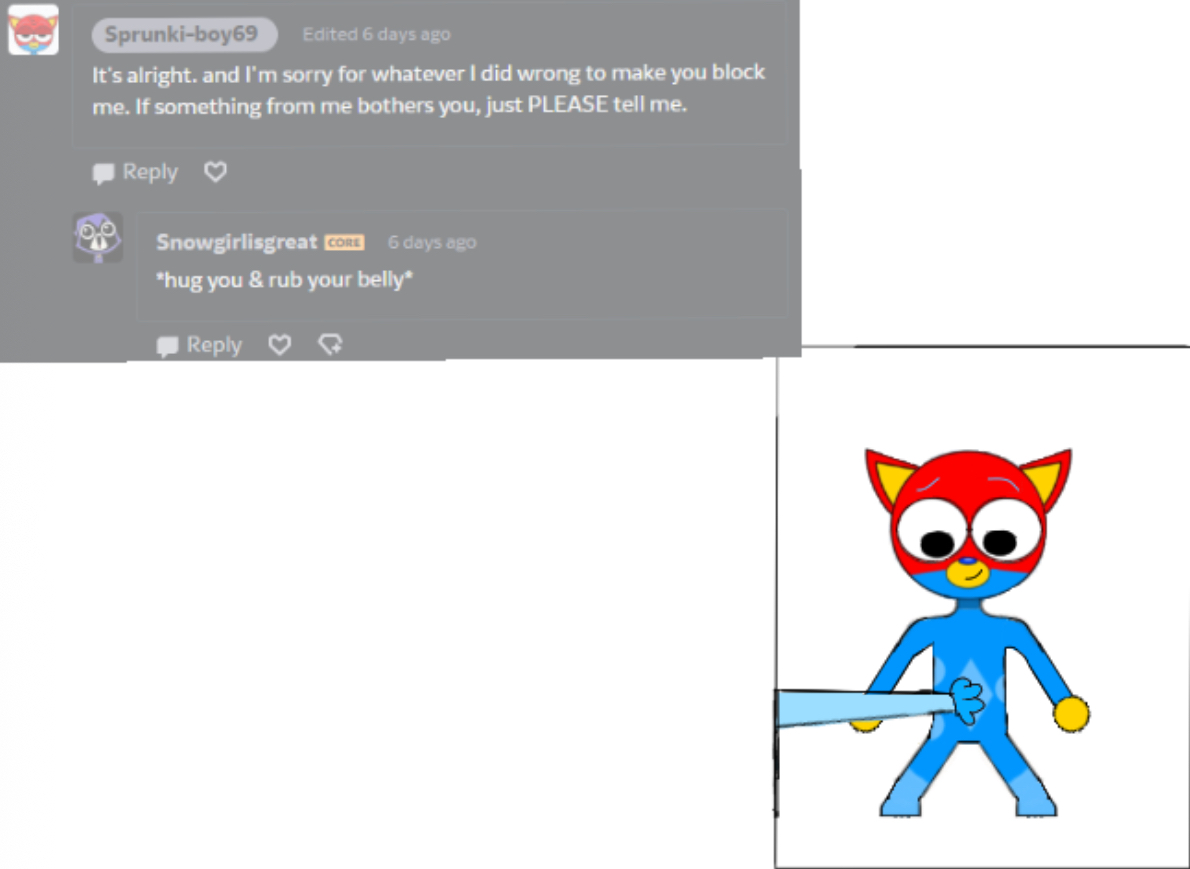 Sprunki-boy69 Edited 6 days ago
It's alright. and I'm sorry for whatever I did wrong to make you block
me. If something from me bothers you, just PLEASE tell me.
Reply
Snowgirlisgreat CORE 6 days ago
*hug you & rub your belly*
Reply